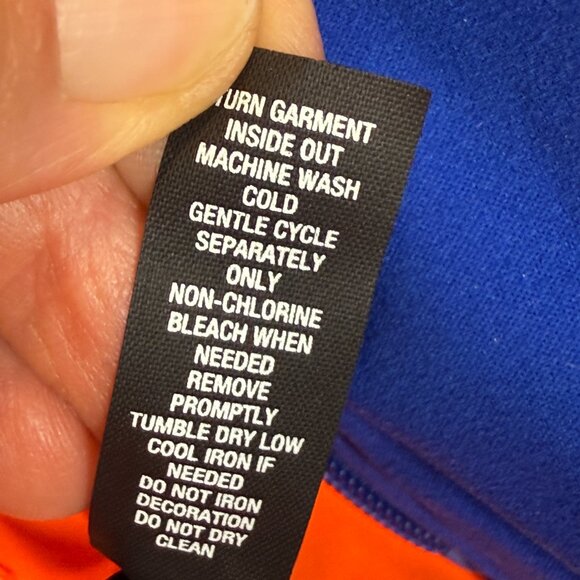 TURN GARMENT
INSIDE OUT
MACHINE WASH
COLD
GENTLE CYCLE
SEPARATELY
ONLY
NON-CHLORINE
BLEACH WHEN
NEEDED
REMOVE
PROMPTLY
TUMBLE DRY LOW
COOL IRON IF
NEEDED
DO NOT IRON
DECORATION
DO NOT DRY
CLEAN